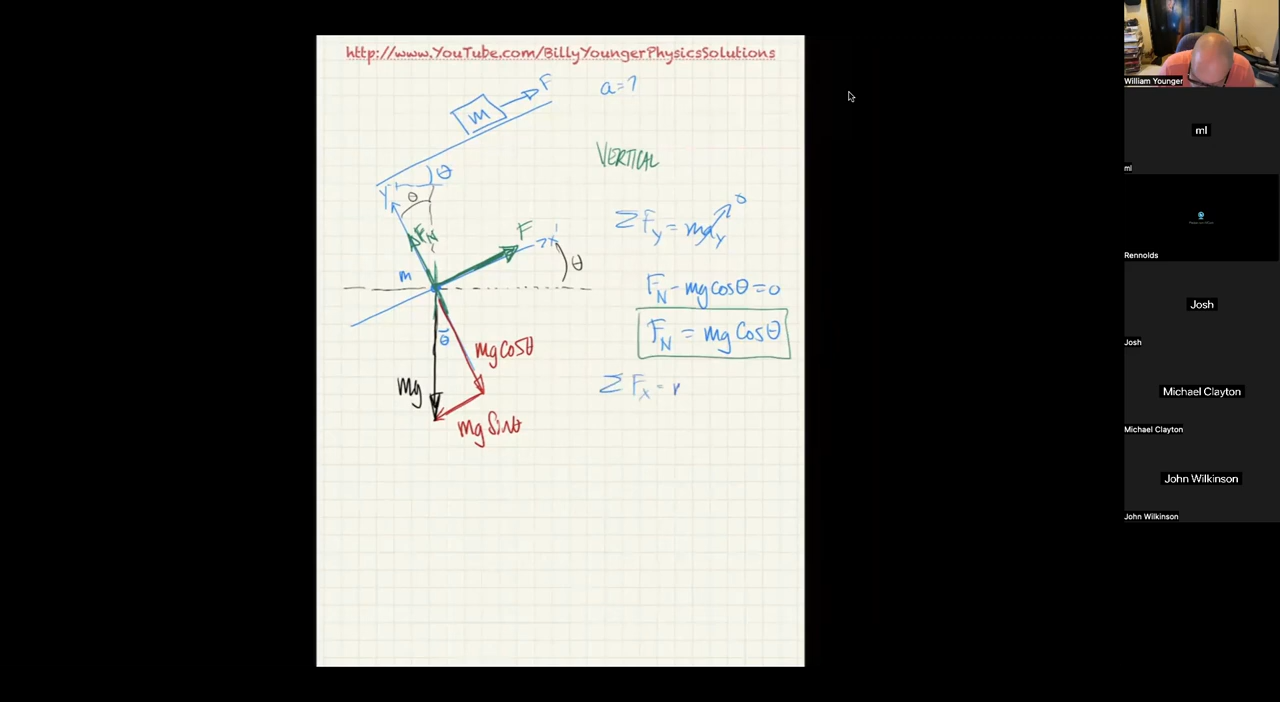 http://www.YouTube.com/BillyYoungerPhysicsSolutions
F
m
a=?
θ
VERTICAL
Y
θ
F_N
F
x
θ
ΣF_y = ma_y 0
m
F_N - mg cosθ = 0
F_N = mg Cosθ
θ
mg cosθ
mg
ΣF_x =
mg Sinθ
William Younger
ml
ml
Rennolds
Josh
Josh
Michael Clayton
Michael Clayton
John Wilkinson
John Wilkinson